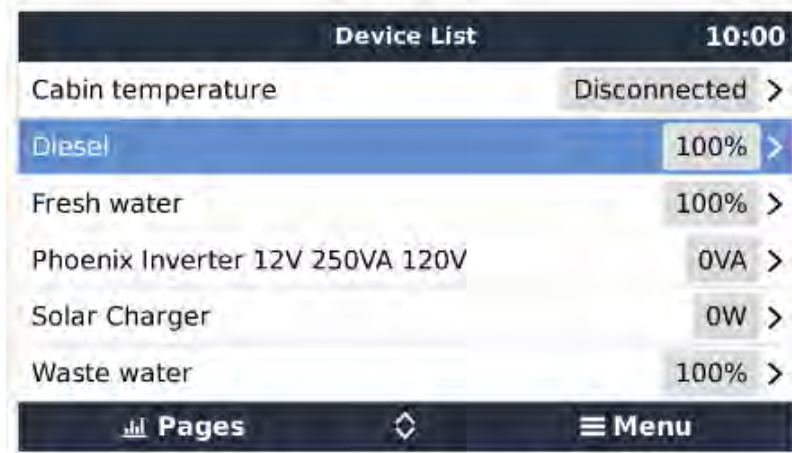 Device List 10:00
Cabin temperature Disconnected
Diesel 100%
Fresh water 100%
Phoenix Inverter 12V 250VA 120V 0VA
Solar Charger 0W
Waste water 100%
Pages Menu